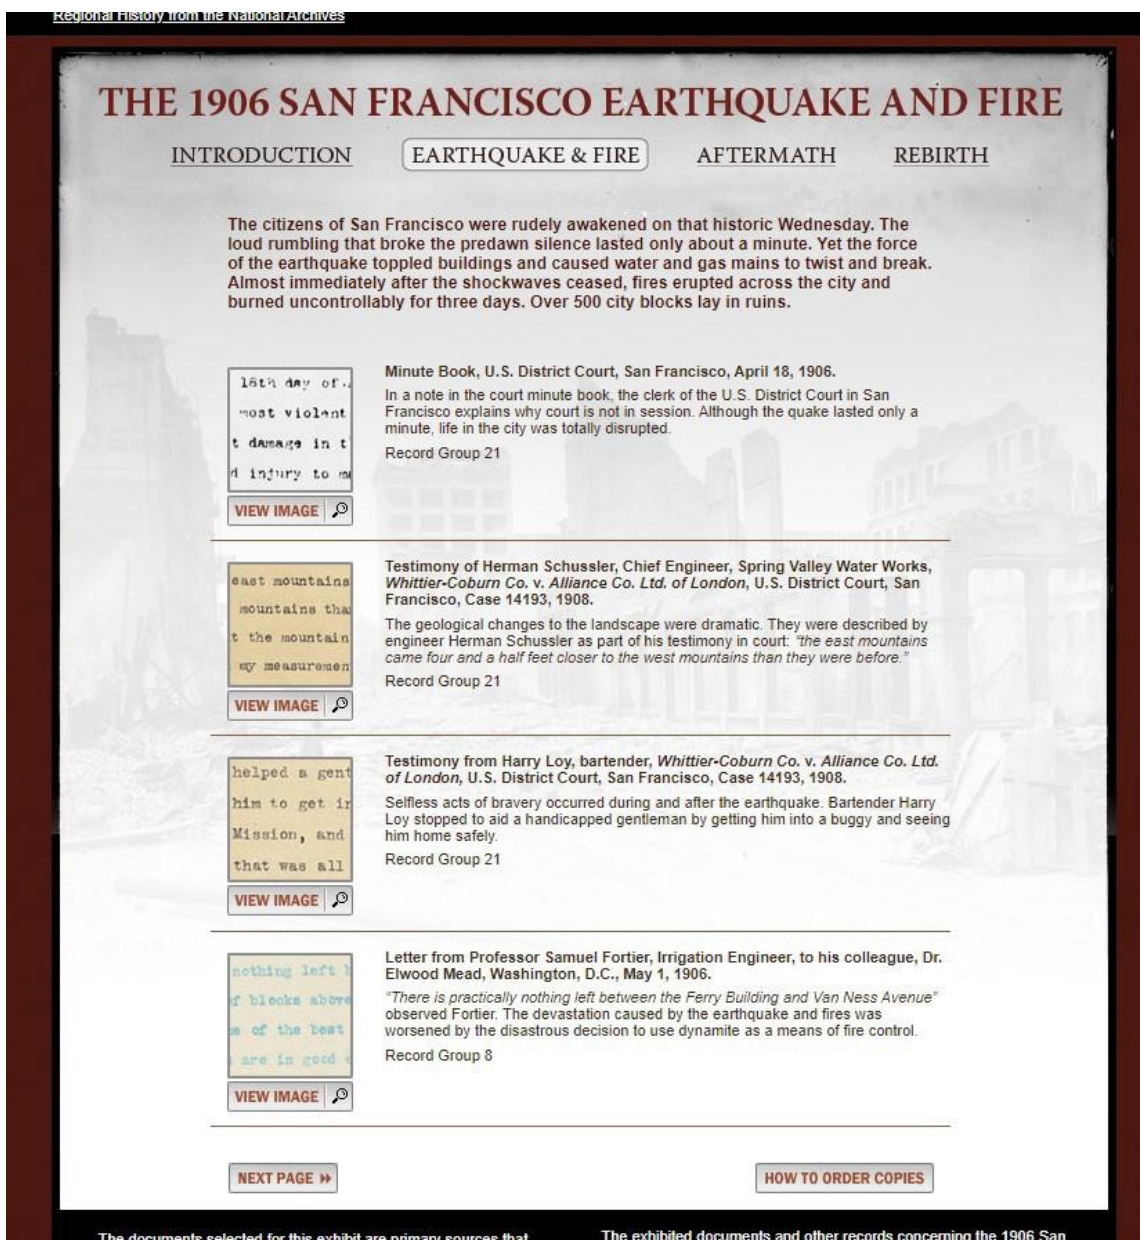 Regional History from the National Archives
THE 1906 SAN FRANCISCO EARTHQUAKE AND FIRE
INTRODUCTION EARTHQUAKE & FIRE AFTERMATH REBIRTH
The citizens of San Francisco were rudely awakened on that historic Wednesday. The
loud rumbling that broke the predawn silence lasted only about a minute. Yet the force
of the earthquake toppled buildings and caused water and gas mains to twist and break.
Almost immediately after the shockwaves ceased, fires erupted across the city and
burned uncontrollably for three days. Over 500 city blocks lay in ruins.
18th day of
most violent
t damage in t
d injury to
VIEW IMAGE
Minute Book, U.S. District Court, San Francisco, April 18, 1906.
In a note in the court minute book, the clerk of the U.S. District Court in San
Francisco explains why court is not in session. Although the quake lasted only a
minute, life in the city was totally disrupted.
Record Group 21
east mountains
mountains tha
t the mountain
my measuremen
VIEW IMAGE
Testimony of Herman Schussler, Chief Engineer, Spring Valley Water Works,
Whittier-Coburn Co. v. Alliance Co. Ltd. of London, U.S. District Court, San
Francisco, Case 14193, 1908.
The geological changes to the landscape were dramatic. They were described by
engineer Herman Schussler as part of his testimony in court: "the east mountains
came four and a half feet closer to the west mountains than they were before."
Record Group 21
helped a gent
him to get in
Mission, and
that was all
VIEW IMAGE
Testimony from Harry Loy, bartender, Whittier-Coburn Co. v. Alliance Co. Ltd.
of London, U.S. District Court, San Francisco, Case 14193, 1908.
Selfless acts of bravery occurred during and after the earthquake. Bartender Harry
Loy stopped to aid a handicapped gentleman by getting him into a buggy and seeing
him home safely.
Record Group 21
nothing left b
f blocks above
e of the best
are in good
VIEW IMAGE
Letter from Professor Samuel Fortier, Irrigation Engineer, to his colleague, Dr.
Elwood Mead, Washington, D.C., May 1, 1906.
"There is practically nothing left between the Ferry Building and Van Ness Avenue"
observed Fortier. The devastation caused by the earthquake and fires was
worsened by the disastrous decision to use dynamite as a means of fire control.
Record Group 8
NEXT PAGE
HOW TO ORDER COPIES
The documents selected for this exhibit are primary sources that
The exhibited documents and other records concerning the 1906 San